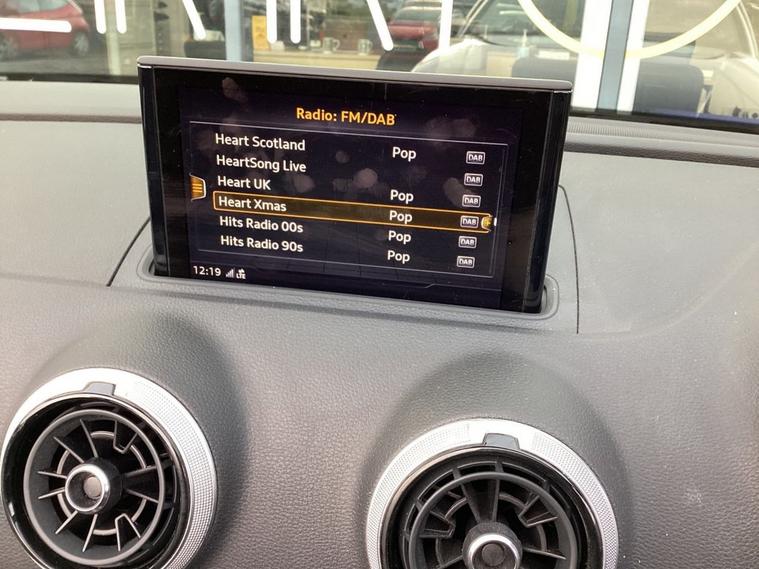 Radio: FM/DAB
Heart Scotland Pop DAB
HeartSong Live DAB
Heart UK Pop DAB
Heart Xmas Pop DAB
Hits Radio 00s Pop DAB
Hits Radio 90s Pop DAB
12:19 LTE